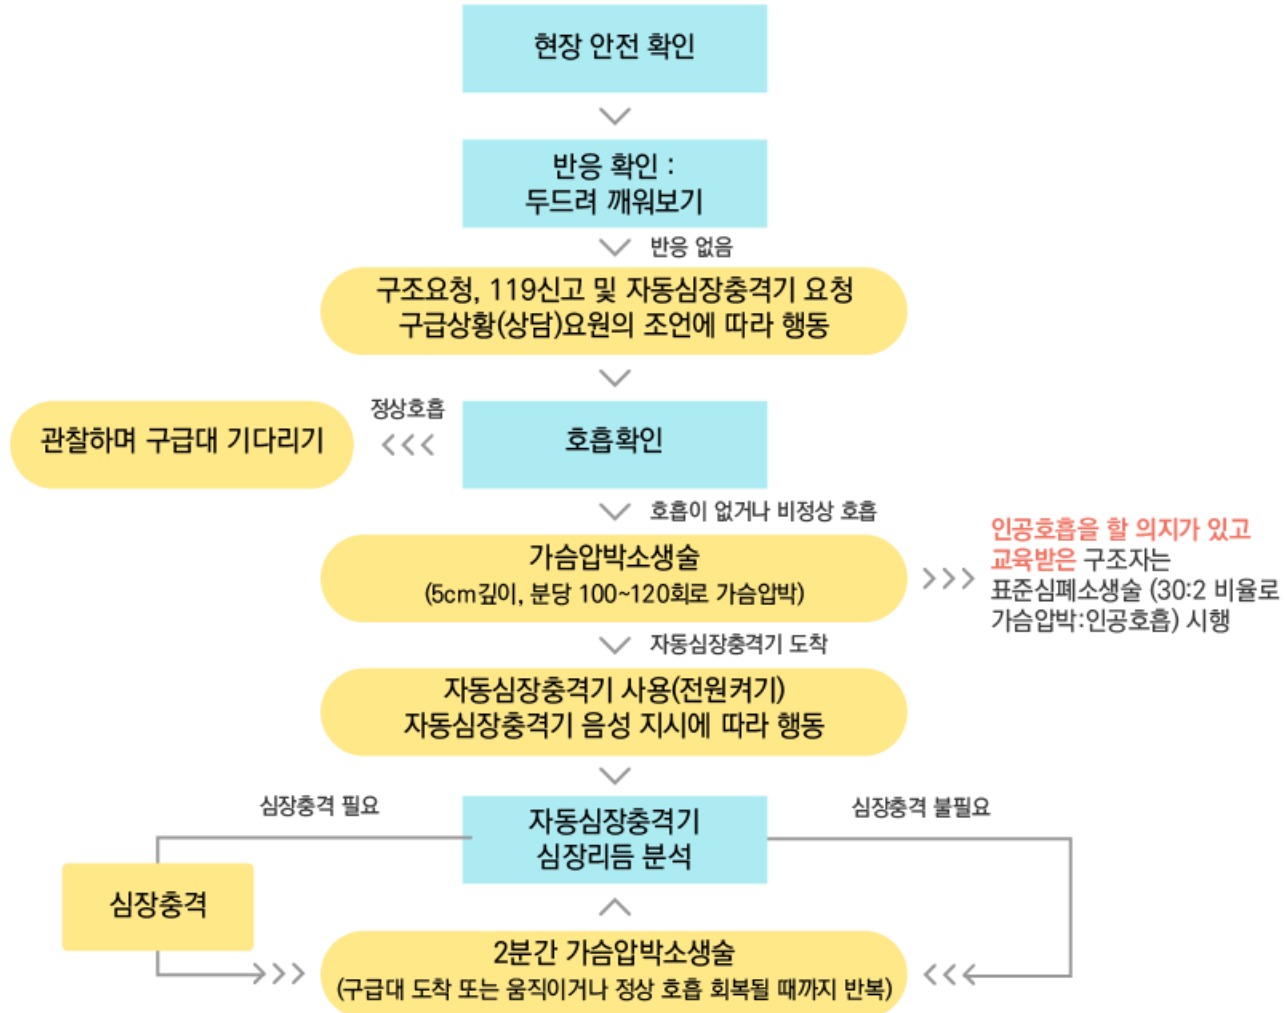 현장 안전 확인
반응 확인 :
두드려 깨워보기
반응 없음
구조요청, 119신고 및 자동심장충격기 요청
구급상황(상담)요원의 조언에 따라 행동
정상호흡
관찰하며 구급대 기다리기
호흡확인
호흡이 없거나 비정상 호흡
가슴압박소생술
(5cm깊이, 분당 100~120회로 가슴압박)
인공호흡을 할 의지가 있고
교육받은 구조자는
표준심폐소생술 (30:2 비율로
가슴압박:인공호흡) 시행
자동심장충격기 도착
자동심장충격기 사용(전원켜기)
자동심장충격기 음성 지시에 따라 행동
심장충격 필요
자동심장충격기
심장리듬 분석
심장충격 불필요
심장충격
2분간 가슴압박소생술
(구급대 도착 또는 움직이거나 정상 호흡 회복될 때까지 반복)